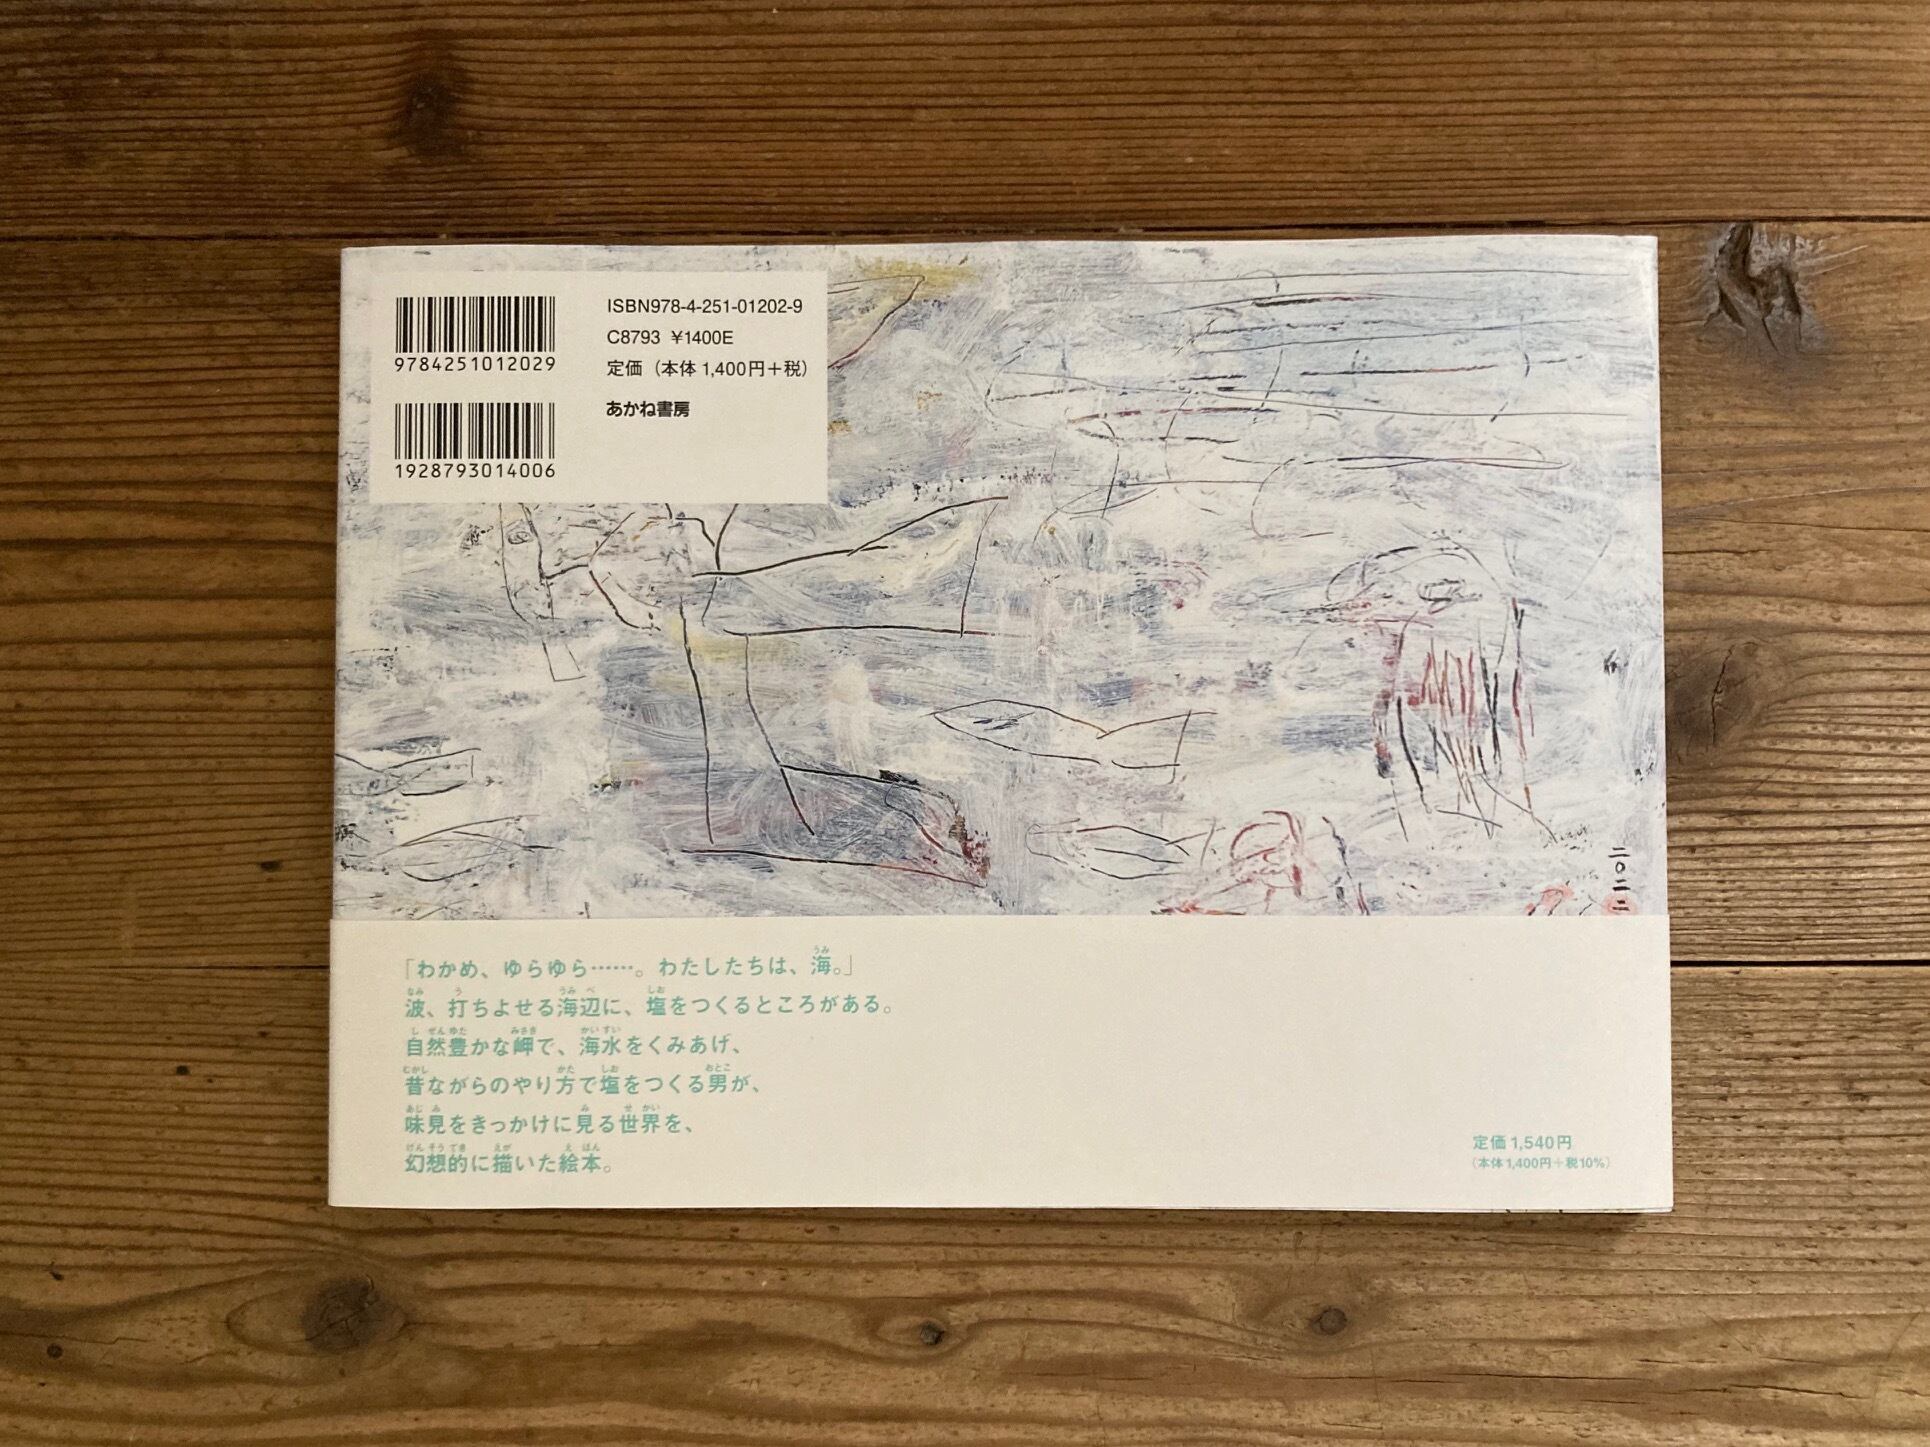 ISBN978-4-251-01202-9
C8793 ¥1400E
定価（本体1,400円＋税）
あかね書房
9784251012029
1928793014006
二〇二二
「わかめ、ゆらゆら……。わたしたちは、海。」
波、打ちよせる海辺に、塩をつくるところがある。
自然豊かな岬で、海水をくみあげ、
昔ながらのやり方で塩をつくる男が、
味見をきっかけに見る世界を、
幻想的に描いた絵本。
定価1,540円
（本体1,400円＋税10%）